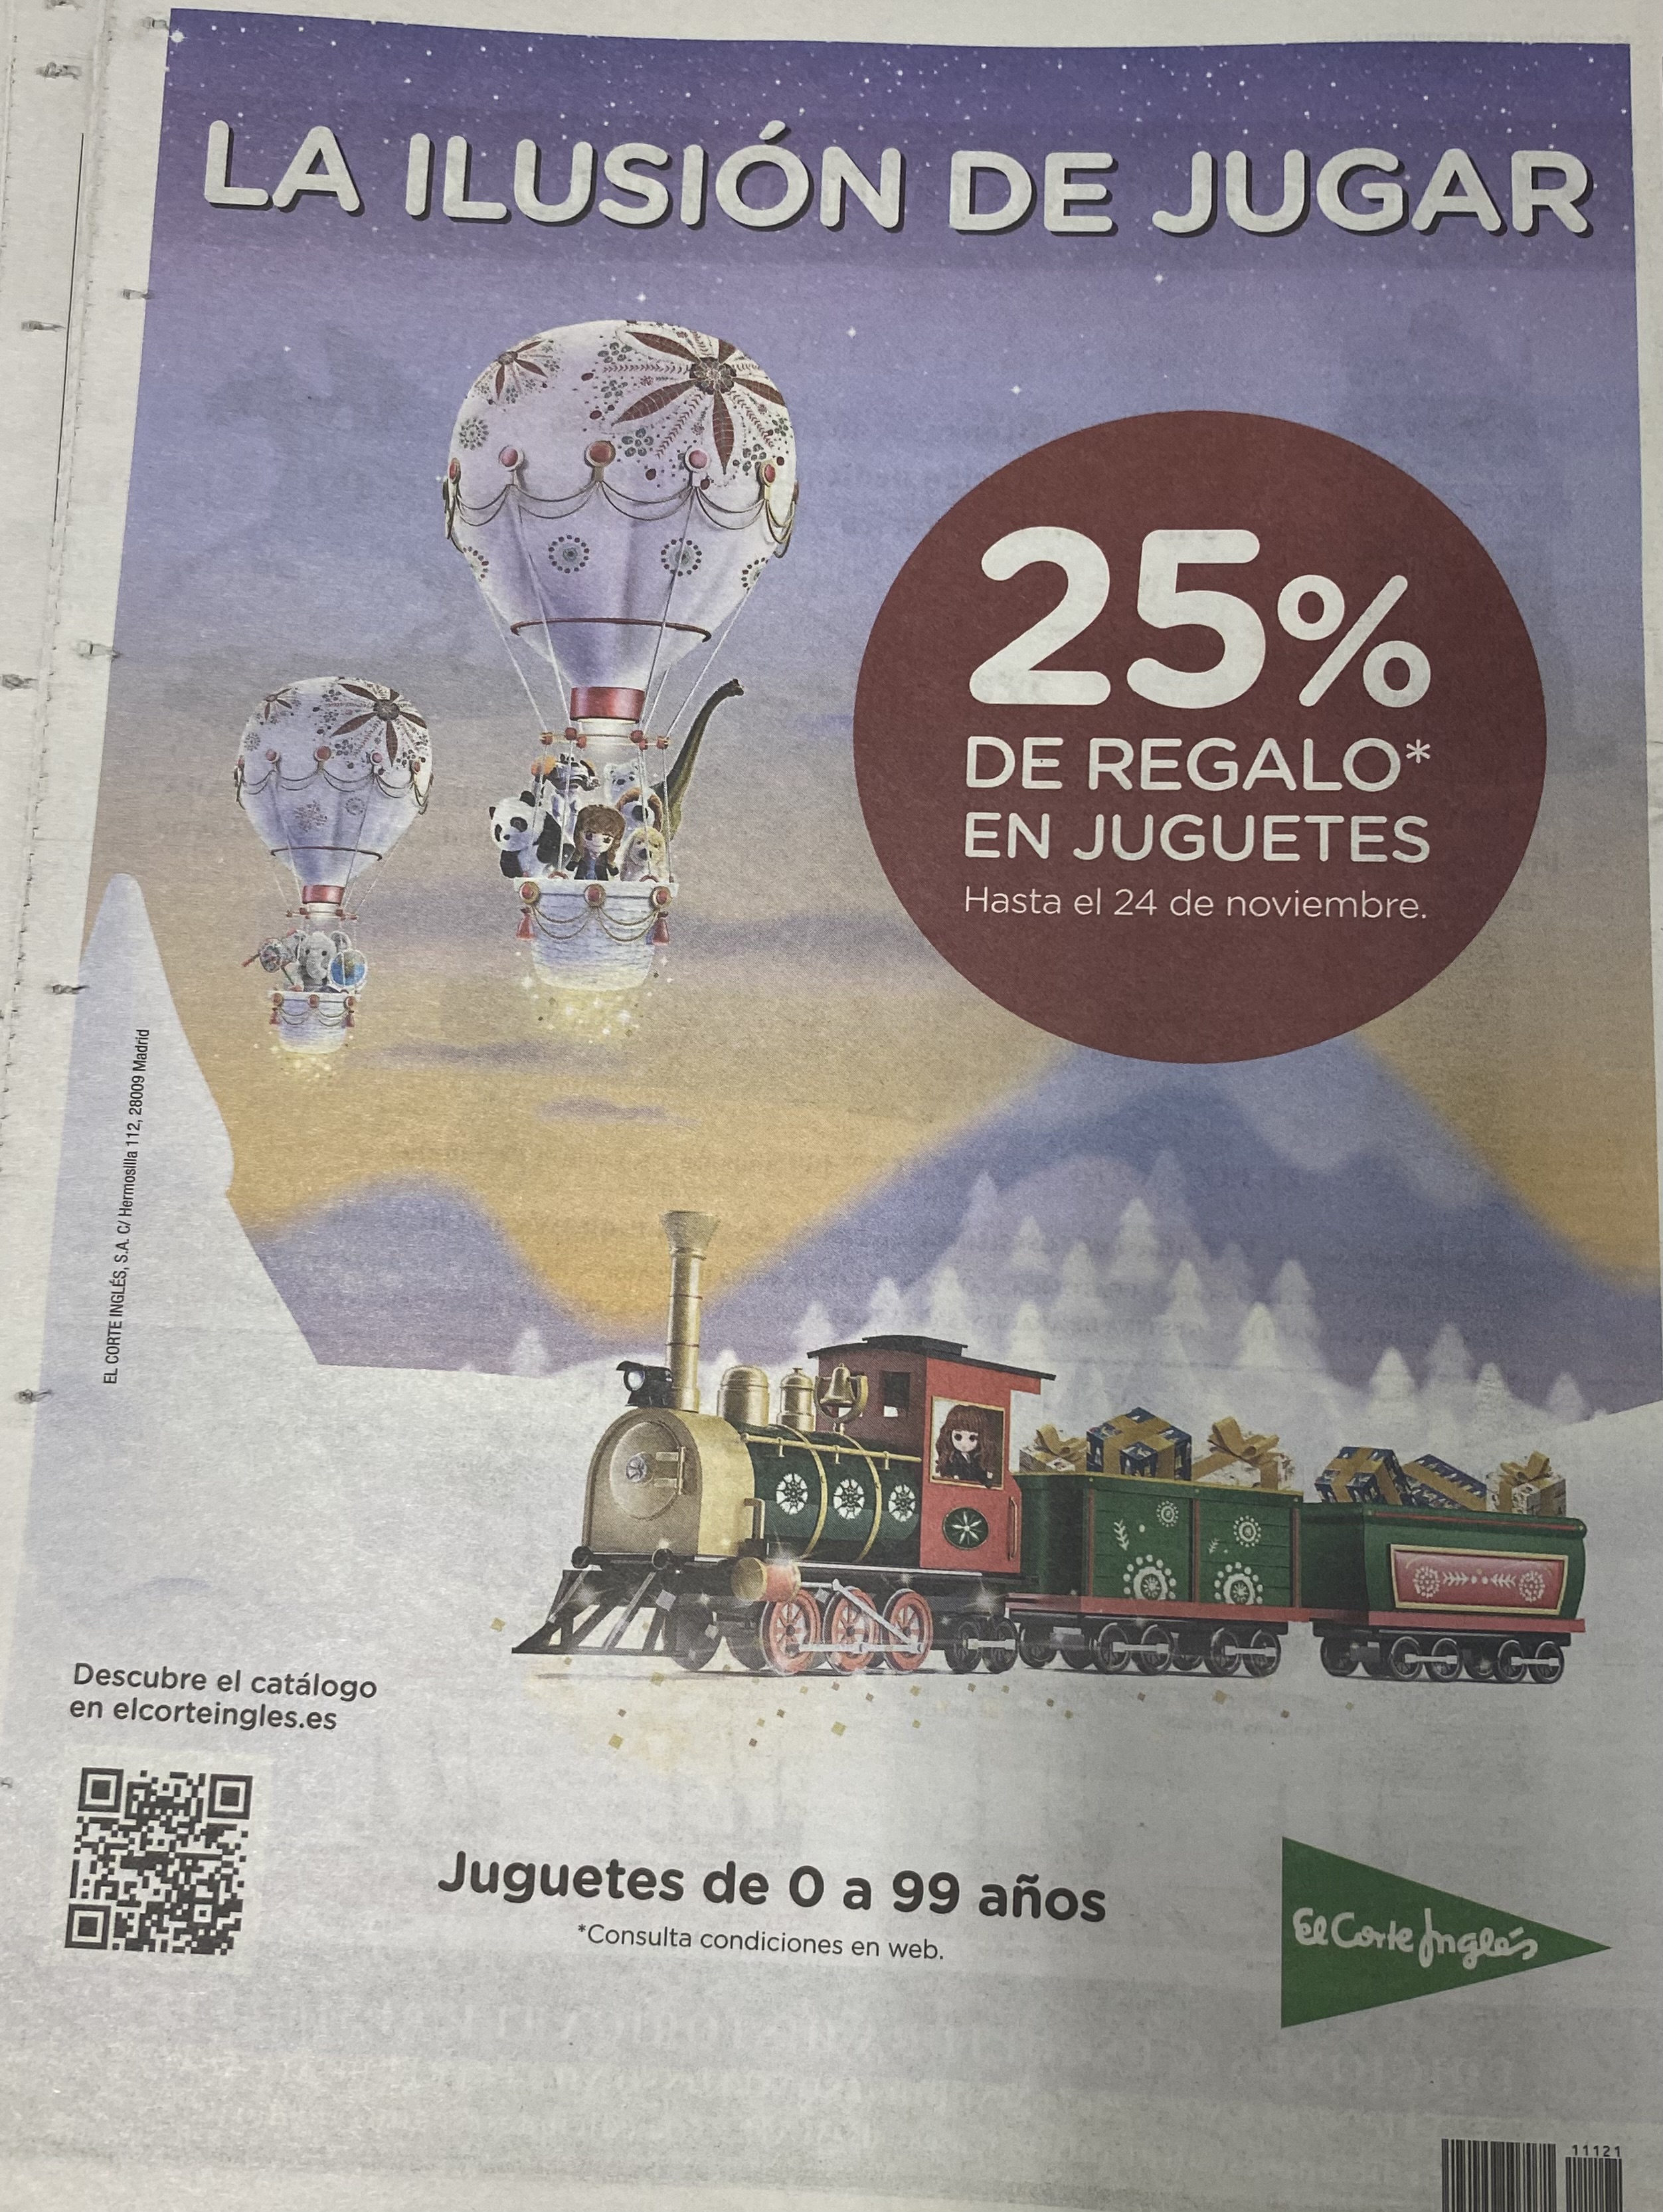 LA ILUSIÓN DE JUGAR
25%
DE REGALO*
EN JUGUETES
Hasta el 24 de noviembre.
EL CORTE INGLÉS, S.A. C/ Hermosilla 112, 28009 Madrid
Descubre el catálogo
en elcorteingles.es
Juguetes de 0 a 99 años
*Consulta condiciones en web.
El Corte Inglés
11121